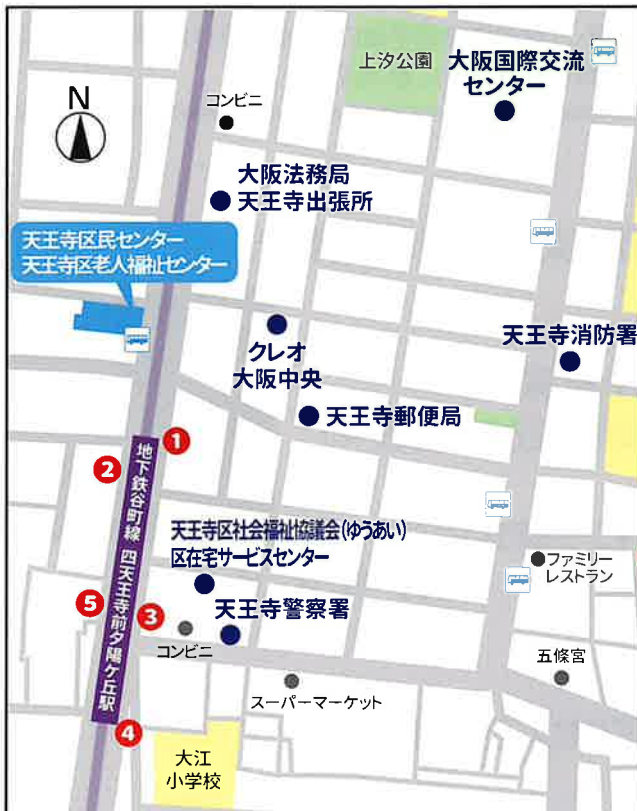 上汐公園
大阪国際交流
センター
コンビニ
N
大阪法務局
天王寺出張所
天王寺区民センター
天王寺区老人福祉センター
天王寺消防署
クレオ
大阪中央
天王寺郵便局
1
2
地下鉄谷町線 四天王寺前夕陽ケ丘駅
天王寺区社会福祉協議会(ゆうあい)
区在宅サービスセンター
ファミリー
レストラン
5
3
天王寺警察署
コンビニ
五條宮
スーパーマーケット
4
大江
小学校